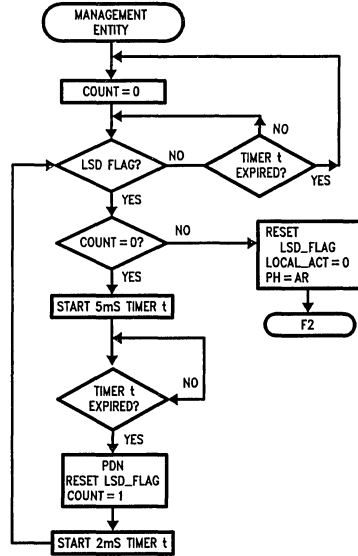 MANAGEMENT
ENTITY
COUNT = 0
LSD FLAG?
NO
TIMER t
EXPIRED?
NO
YES
YES
COUNT = 0?
NO
RESET
LSD_FLAG
LOCAL_ACT = 0
PH = AR
F2
YES
START 5mS TIMER t
TIMER t
EXPIRED?
NO
YES
PDN
RESET LSD_FLAG
COUNT = 1
START 2mS TIMER t